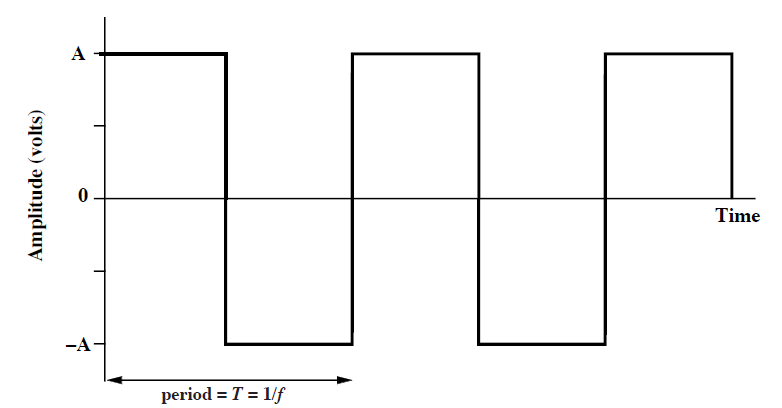 Amplitude (volts)
A
0
–A
Time
period = T = 1/f